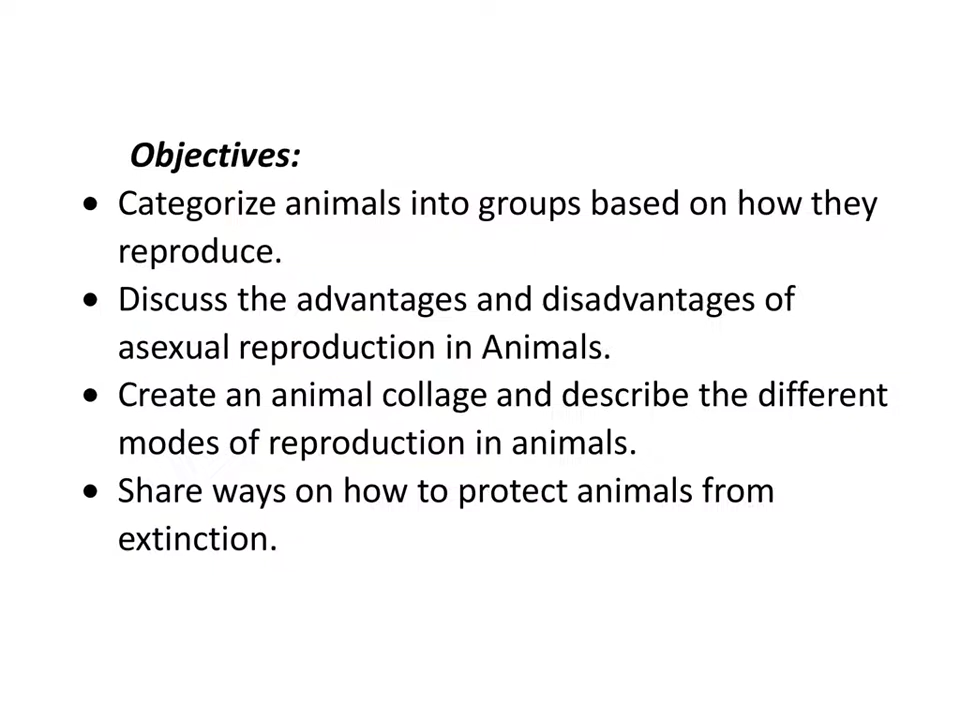 Objectives:
• Categorize animals into groups based on how they
reproduce.
• Discuss the advantages and disadvantages of
asexual reproduction in Animals.
• Create an animal collage and describe the different
modes of reproduction in animals.
• Share ways on how to protect animals from
extinction.